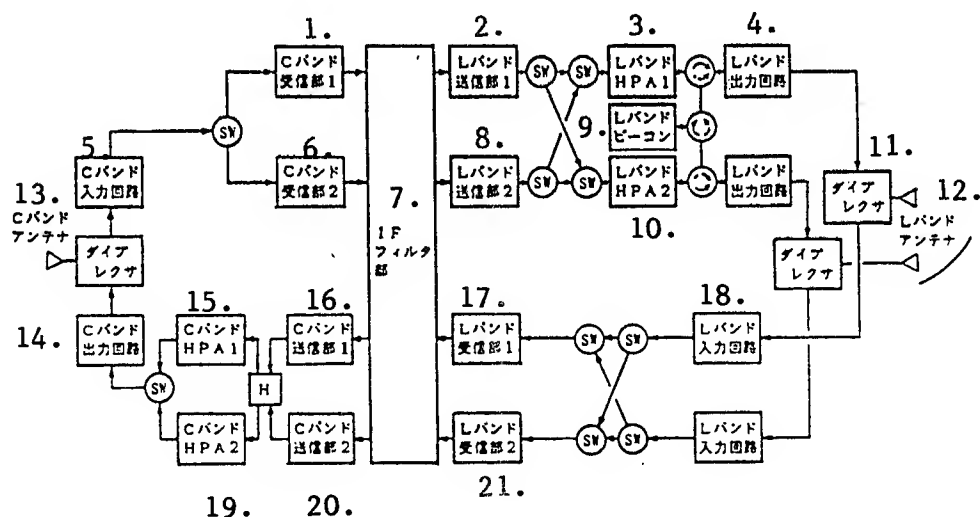 1.
Cバンド
受信部1
2.
Lバンド
送信部1
SW
SW
3.
Lバンド
HPA1
4.
Lバンド
出力回路
5.
Cバンド
入力回路
SW
6.
Cバンド
受信部2
7.
IF
フィルタ
部
8.
Lバンド
送信部2
SW
SW
9.
Lバンド
ビーコン
Lバンド
HPA2
10.
Lバンド
出力回路
11.
ダイプ
レクサ
12.
Lバンド
アンテナ
ダイプ
レクサ
13.
Cバンド
アンテナ
ダイプ
レクサ
14.
Cバンド
出力回路
15.
Cバンド
HPA1
16.
Cバンド
送信部1
17.
Lバンド
受信部1
SW
SW
18.
Lバンド
入力回路
SW
H
Cバンド
HPA2
19.
Cバンド
送信部2
20.
Lバンド
受信部2
21.
SW
SW
Lバンド
入力回路